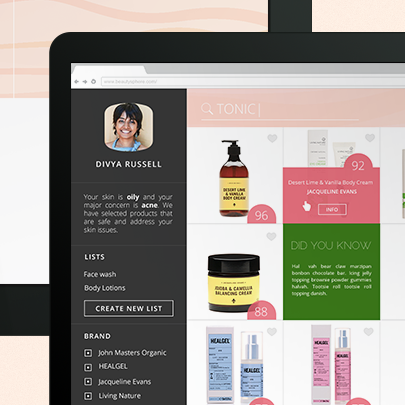 www.beautysphere.com/
TONIC
DIVYA RUSSELL
Your skin is oily and your
major concern is acne. We
have selected products that
are safe and address your
skin issues.
LISTS
Face wash
Body Lotions
CREATE NEW LIST
BRAND
John Masters Organic
HEALGEL
Jacqueline Evans
Living Nature
DESERT LIME
& VANILLA
BODY CREAM
96
92
Desert Lime & Vanilla Body Cream
JACQUELINE EVANS
INFO
JOJOBA & CAMELLIA
BALANCING CREAM
88
DID YOU KNOW
Hal vah bear claw marzipan
bonbon chocolate bar. Icing jelly
topping brownie powder gummies
halvah. Tootsie roll tootsie roll
topping danish.
HEALGEL
HEALGEL